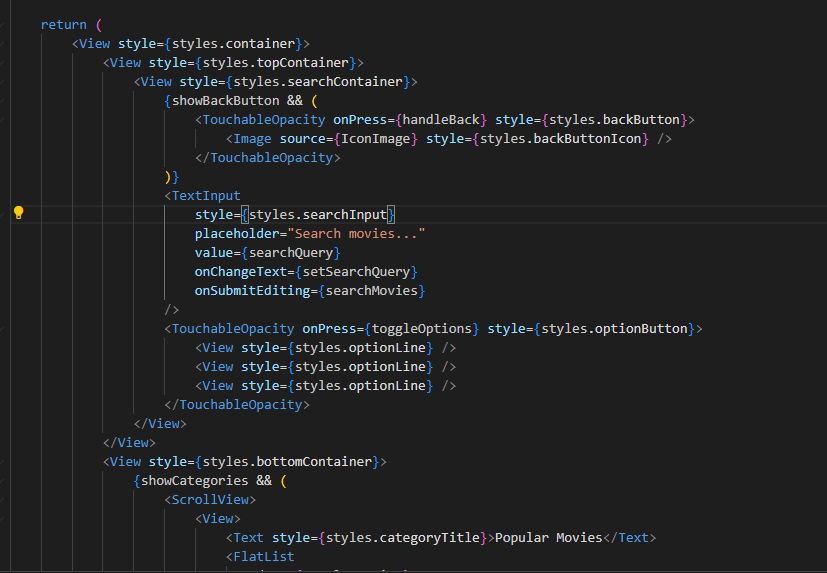 return (
<View style={styles.container}>
<View style={styles.topContainer}>
<View style={styles.searchContainer}>
{showBackButton && (
<TouchableOpacity onPress={handleBack} style={styles.backButton}>
<Image source={IconImage} style={styles.backButtonIcon} />
</TouchableOpacity>
)}
<TextInput
style={styles.searchInput}
placeholder="Search movies..."
value={searchQuery}
onChangeText={setSearchQuery}
onSubmitEditing={searchMovies}
/>
<TouchableOpacity onPress={toggleOptions} style={styles.optionButton}>
<View style={styles.optionLine} />
<View style={styles.optionLine} />
<View style={styles.optionLine} />
</TouchableOpacity>
</View>
</View>
<View style={styles.bottomContainer}>
{showCategories && (
<ScrollView>
<View>
<Text style={styles.categoryTitle}>Popular Movies</Text>
<FlatList